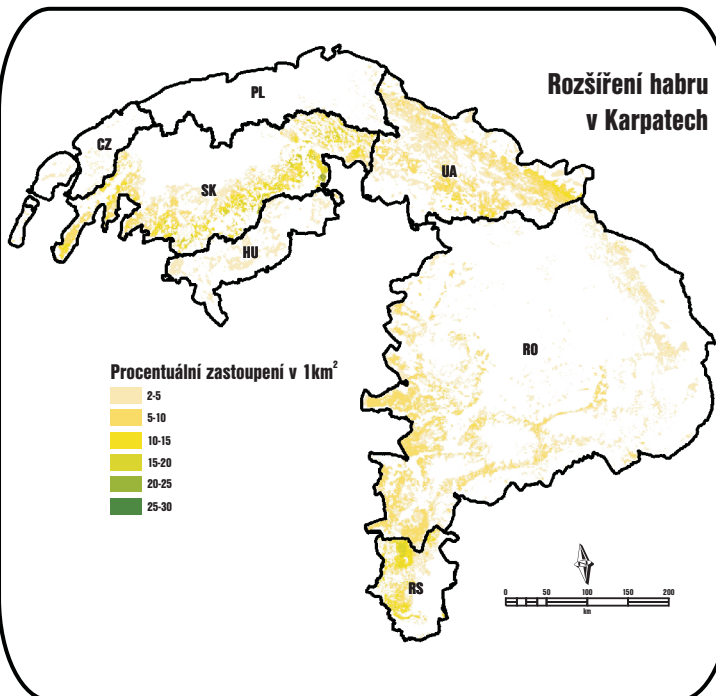 Rozšíření habru
v Karpatech
PL
CZ
SK
UA
HU
RO
RS
Procentuální zastoupení v 1km²
2-5
5-10
10-15
15-20
20-25
25-30
0 50 100 150 200
km